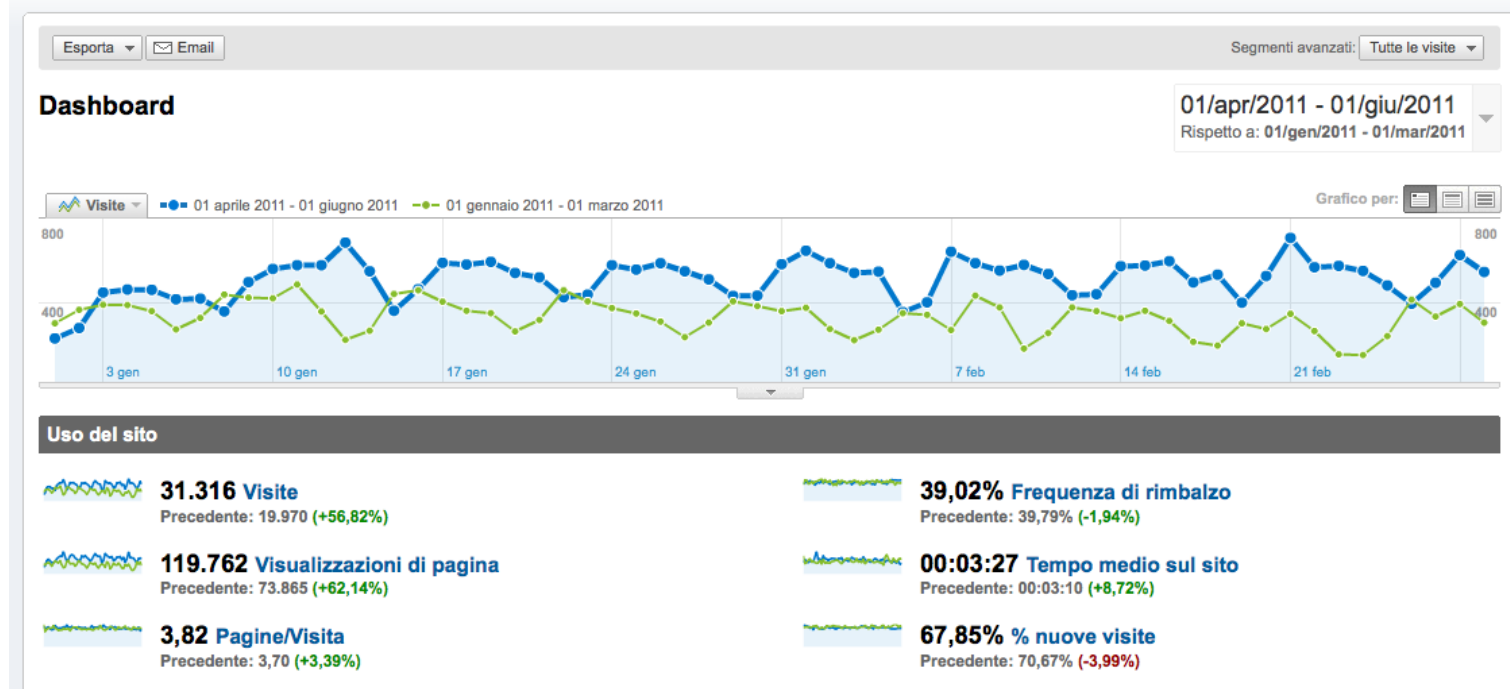 Esporta Email Segmenti avanzati: Tutte le visite
Dashboard
01/apr/2011 - 01/giu/2011
Rispetto a: 01/gen/2011 - 01/mar/2011
Visite 01 aprile 2011 - 01 giugno 2011 01 gennaio 2011 - 01 marzo 2011 Grafico per:
800 800
400 400
3 gen 10 gen 17 gen 24 gen 31 gen 7 feb 14 feb 21 feb
Uso del sito
31.316 Visite
Precedente: 19.970 (+56,82%)
39,02% Frequenza di rimbalzo
Precedente: 39,79% (-1,94%)
119.762 Visualizzazioni di pagina
Precedente: 73.865 (+62,14%)
00:03:27 Tempo medio sul sito
Precedente: 00:03:10 (+8,72%)
3,82 Pagine/Visita
Precedente: 3,70 (+3,39%)
67,85% % nuove visite
Precedente: 70,67% (-3,99%)